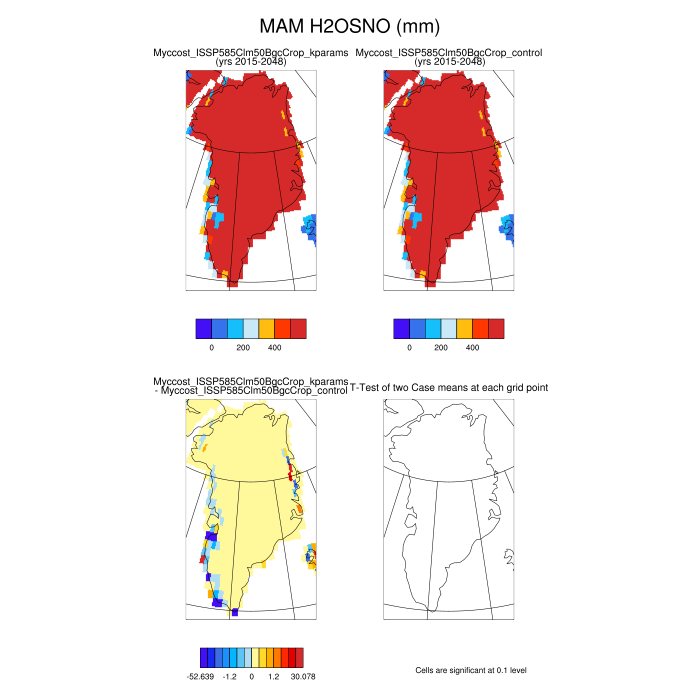 MAM H2OSNO (mm)
Myccost_ISSP585Clm50BgcCrop_kparams
(yrs 2015-2048)
Myccost_ISSP585Clm50BgcCrop_control
(yrs 2015-2048)
0 200 400
0 200 400
Myccost_ISSP585Clm50BgcCrop_kparams
- Myccost_ISSP585Clm50BgcCrop_control
T-Test of two Case means at each grid point
-52.639 -1.2 0 1.2 30.078
Cells are significant at 0.1 level